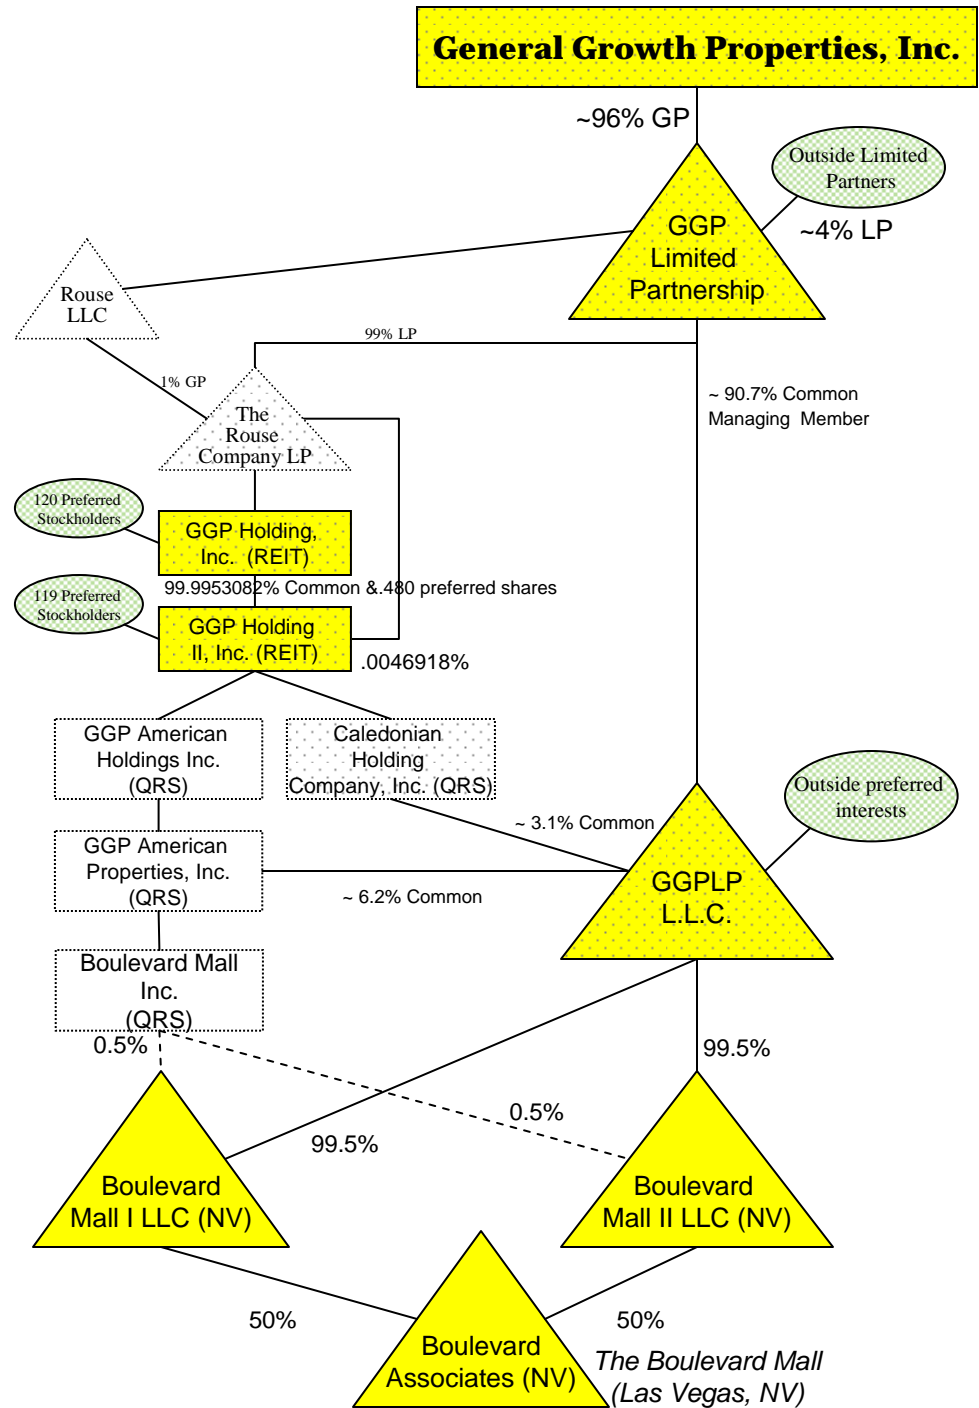 General Growth Properties, Inc.
~96% GP
Outside Limited
Partners
~4% LP
GGP
Limited
Partnership
Rouse
LLC
99% LP
1% GP
~ 90.7% Common
Managing Member
The
Rouse
Company LP
120 Preferred
Stockholders
GGP Holding,
Inc. (REIT)
99.9953082% Common &.480 preferred shares
119 Preferred
Stockholders
GGP Holding
II, Inc. (REIT)
.0046918%
GGP American
Holdings Inc.
(QRS)
Caledonian
Holding
Company, Inc. (QRS)
Outside preferred
interests
~ 3.1% Common
GGP American
Properties, Inc.
(QRS)
~ 6.2% Common
GGPLP
L.L.C.
Boulevard Mall
Inc.
(QRS)
0.5%
99.5%
0.5%
99.5%
Boulevard
Mall I LLC (NV)
Boulevard
Mall II LLC (NV)
50%
50%
Boulevard
Associates (NV)
The Boulevard Mall
(Las Vegas, NV)